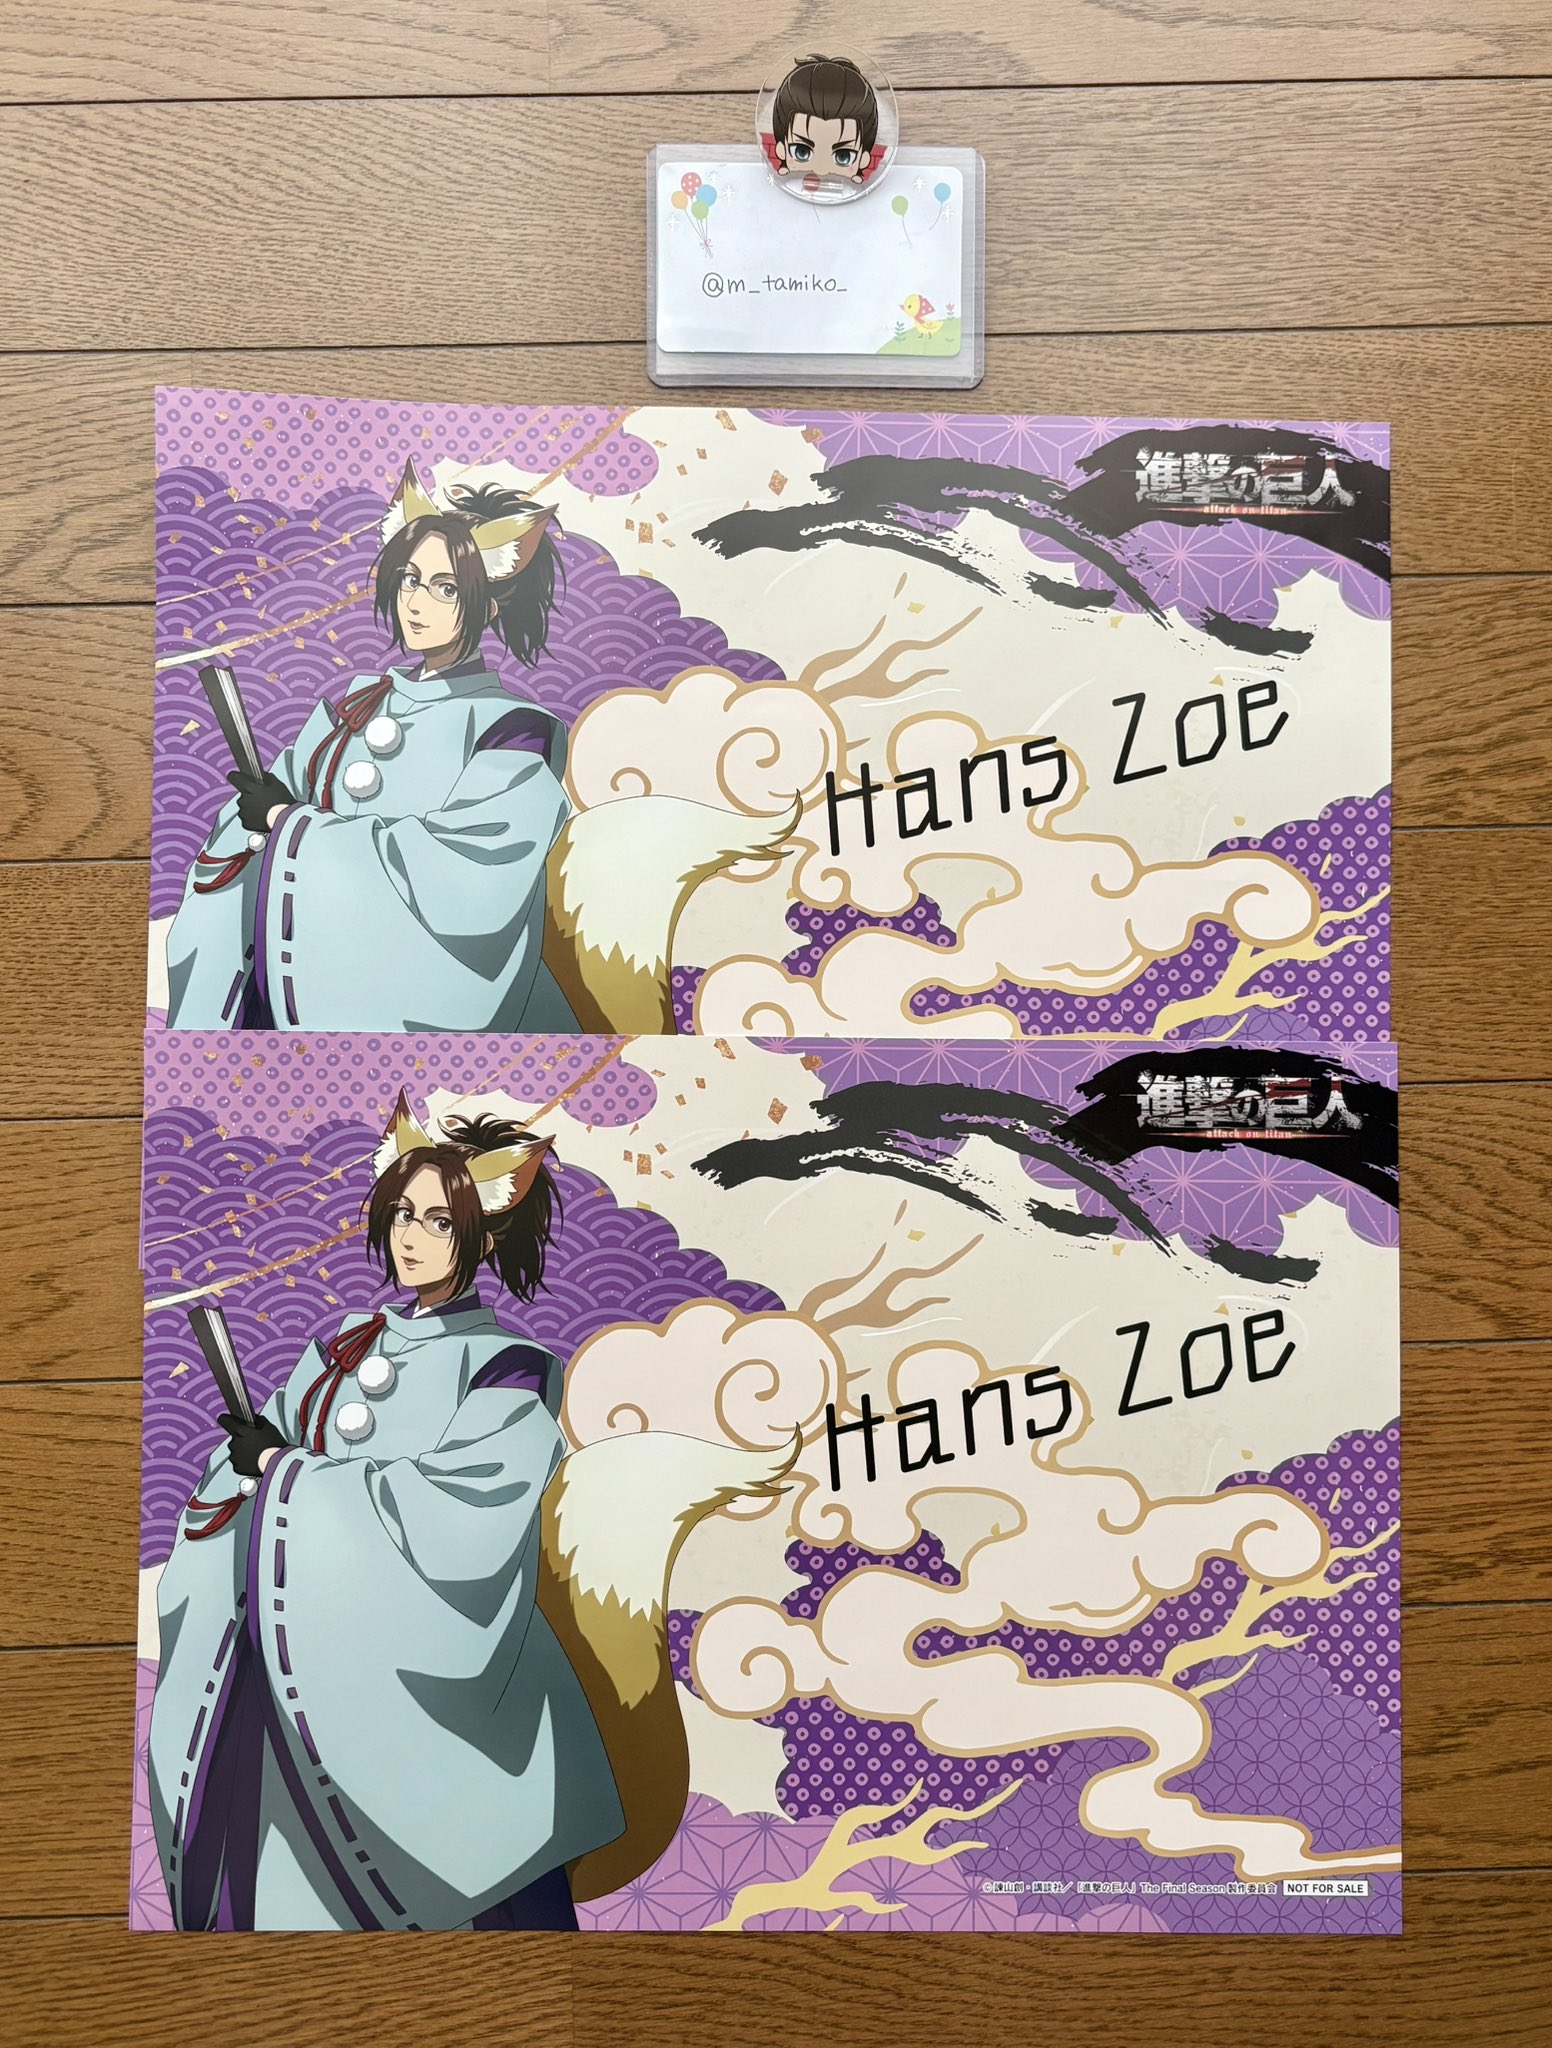 @m_tamiko_
進撃の巨人
attack on titan
Hans Zoe
進撃の巨人
attack on titan
Hans Zoe
©諫山創・講談社／「進撃の巨人」The Final Season 製作委員会 NOT FOR SALE